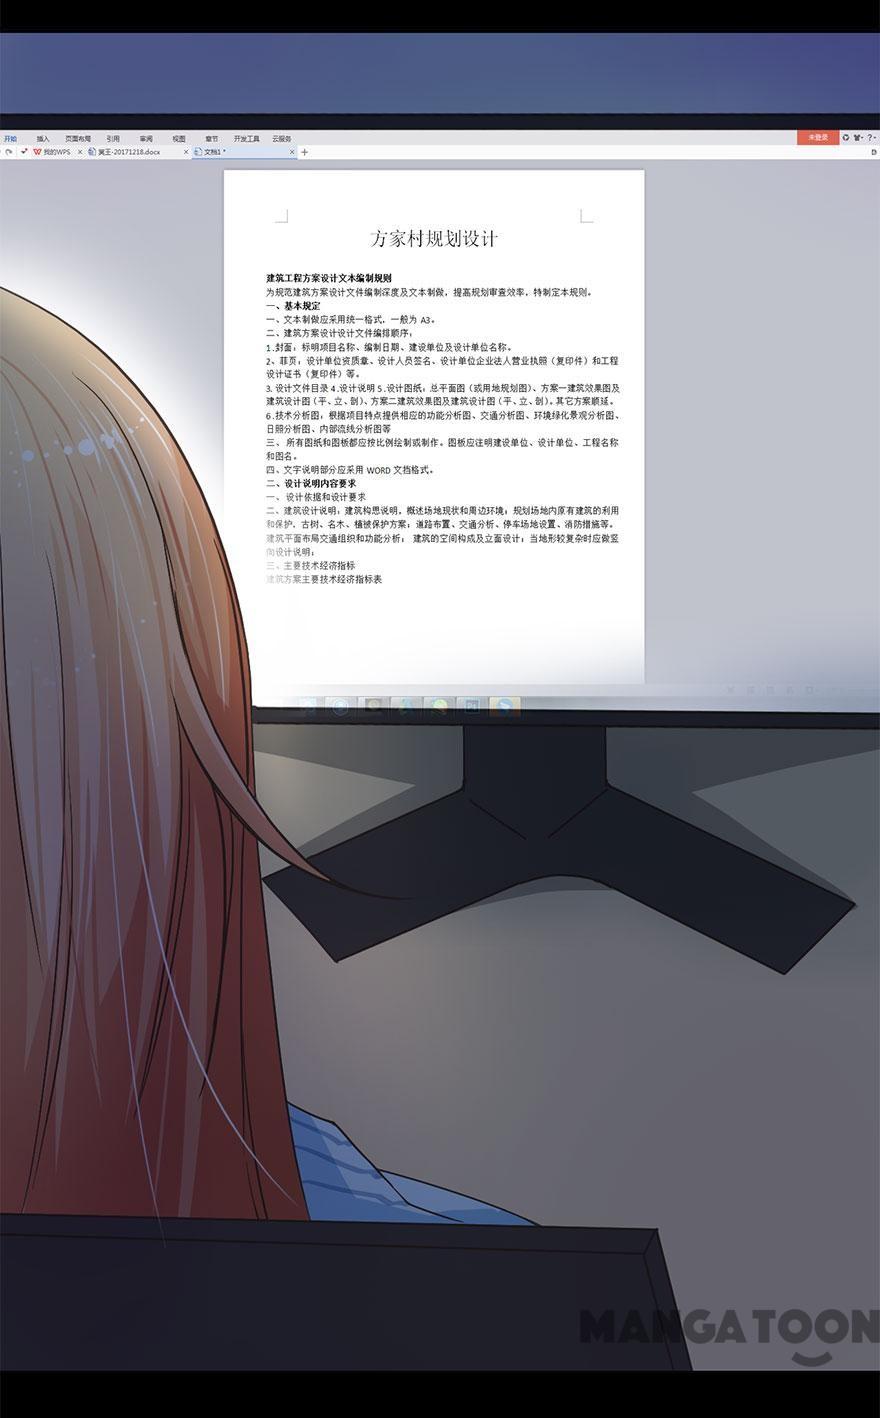 开始 插入 页面布局 引用 审阅 视图 章节 开发工具 云服务 未登录
我的WPS 冥王-20171218.docx 文档1 *
方家村规划设计
建筑工程方案设计文本编制规则
为规范建筑方案设计文件编制深度及文本制做，提高规划审查效率，特制定本规则。
一、基本规定
一、文本制做应采用统一格式，一般为 A3。
二、建筑方案设计设计文件编排顺序：
1.封面：标明项目名称、编制日期、建设单位及设计单位名称。
2、菲页：设计单位资质章、设计人员签名、设计单位企业法人营业执照（复印件）和工程
设计证书（复印件）等。
3. 设计文件目录 4.设计说明 5.设计图纸：总平面图（或用地规划图）、方案一建筑效果图及
建筑设计图（平、立、剖）、方案二建筑效果图及建筑设计图（平、立、剖）。其它方案顺延。
6.技术分析图：根据项目特点提供相应的功能分析图、交通分析图、环境绿化景观分析图、
日照分析图、内部流线分析图等
三、 所有图纸和图板都应按比例绘制或制作。图板应注明建设单位、设计单位、工程名称
和图名。
四、文字说明部分应采用 WORD 文档格式。
二、设计说明内容要求
一、 设计依据和设计要求
二、建筑设计说明：建筑构思说明，概述场地现状和周边环境；规划场地内原有建筑的利用
和保护，古树、名木、植被保护方案；道路布置、交通分析、停车场地设置、消防措施等。
建筑平面布局交通组织和功能分析； 建筑的空间构成及立面设计；当地形较复杂时应做竖
向设计说明；
三、主要技术经济指标
建筑方案主要技术经济指标表
MANGATOON